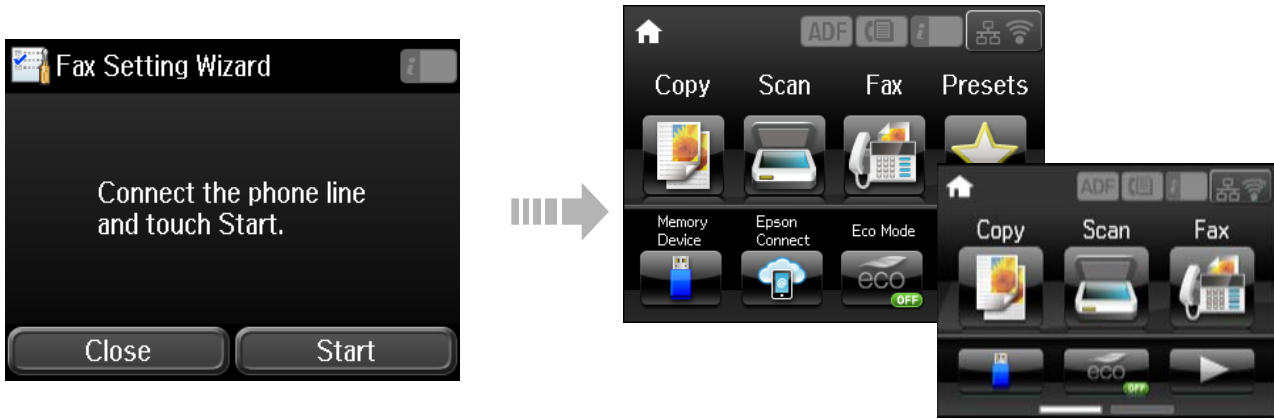 Fax Setting Wizard
i
Connect the phone line
and touch Start.
Close Start
ADF i
Copy Scan Fax Presets
Memory
Device
Epson
Connect
Eco Mode
@
eco
OFF
ADF i
Copy Scan Fax
eco
OFF